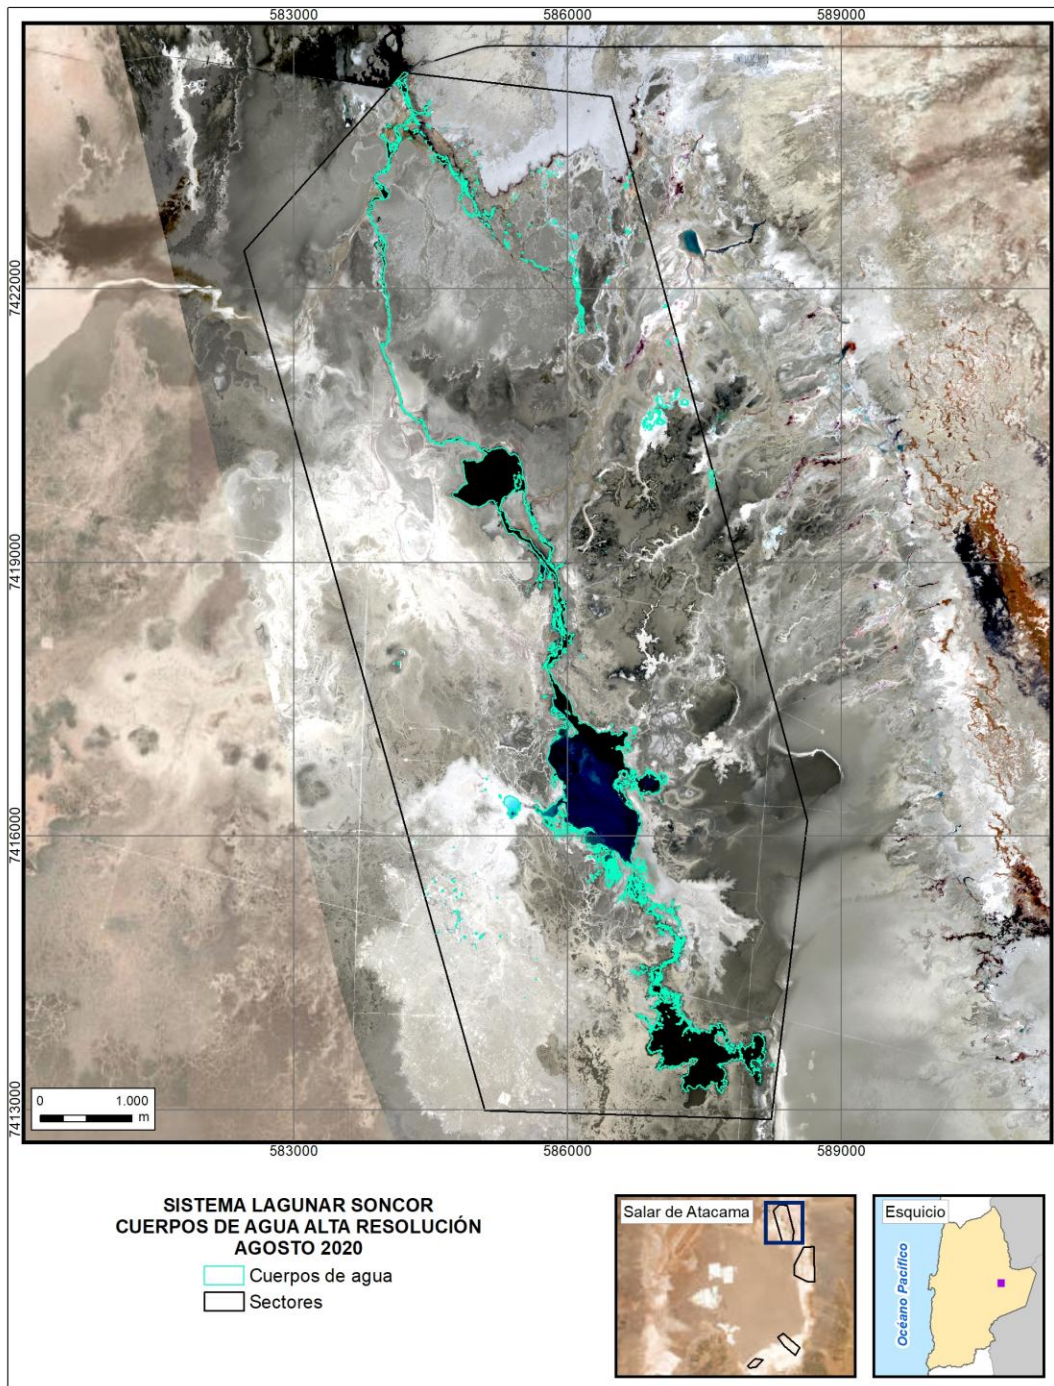 583000
586000
589000
7422000
7419000
7416000
7413000
0
1.000
m
583000
586000
589000
SISTEMA LAGUNAR SONCOR
CUERPOS DE AGUA ALTA RESOLUCIÓN
AGOSTO 2020
Cuerpos de agua
Sectores
Salar de Atacama
Esquicio
Océano Pacífico